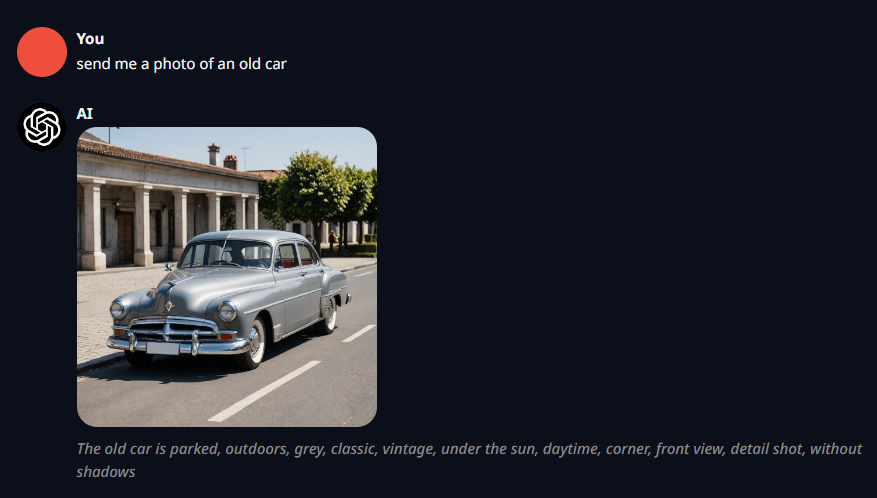 You
send me a photo of an old car
AI
The old car is parked, outdoors, grey, classic, vintage, under the sun, daytime, corner, front view, detail shot, without
shadows